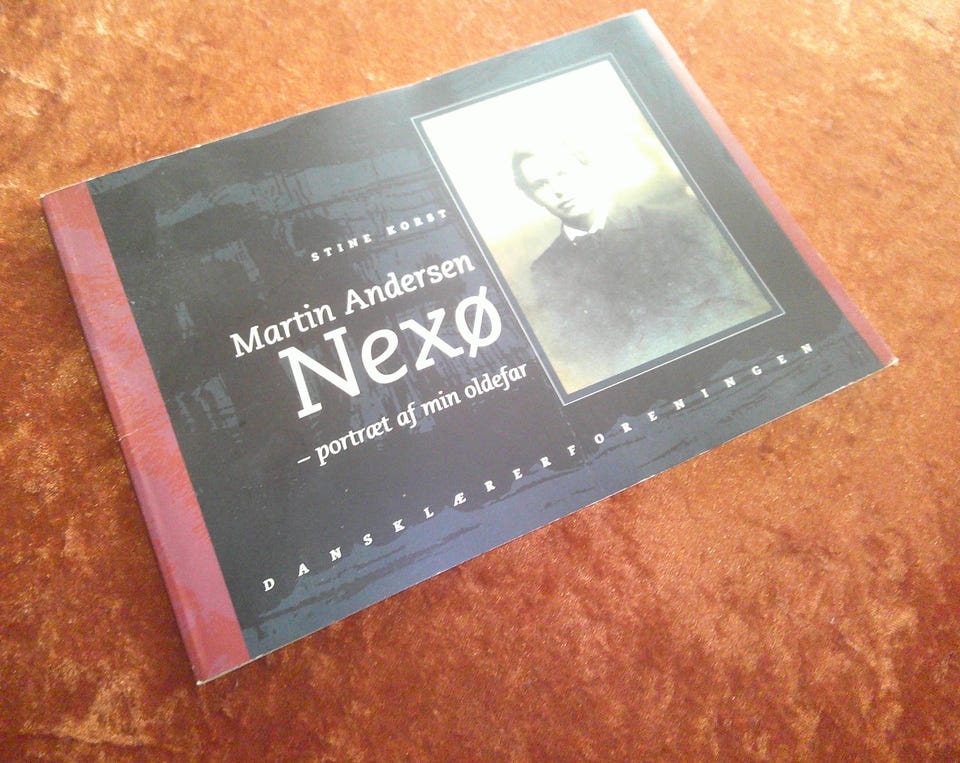 STINE KORST
Martin Andersen
Nexø
– portræt af min oldefar
DANSKLÆRERFORENINGEN